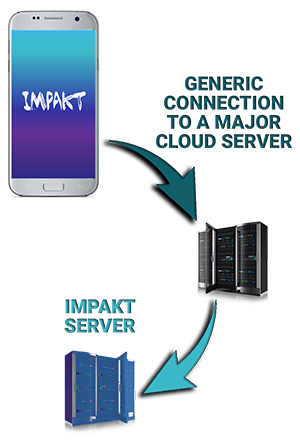 IMPAKT
GENERIC
CONNECTION
TO A MAJOR
CLOUD SERVER
IMPAKT
SERVER